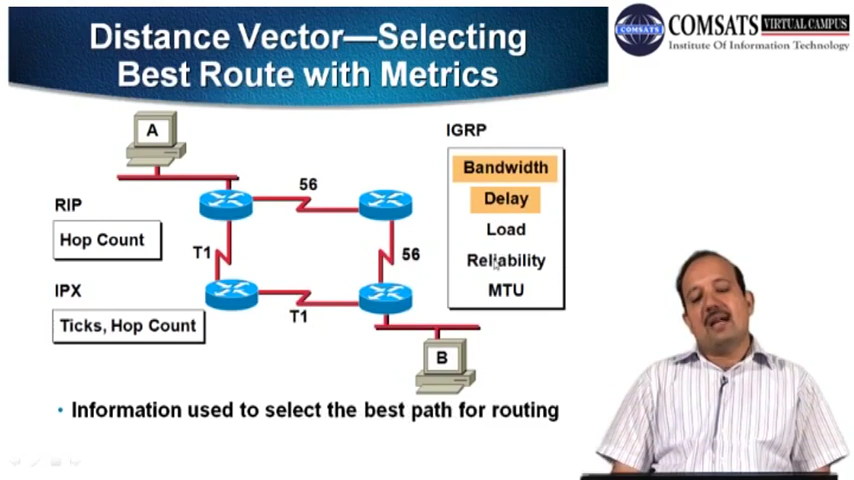 Distance Vector—Selecting
Best Route with Metrics
COMSATS
COMSATS VIRTUAL CAMPUS
Institute Of Information Technology
A
IGRP
Bandwidth
Delay
Load
Reliability
MTU
56
RIP
Hop Count
T1
56
IPX
Ticks, Hop Count
T1
B
• Information used to select the best path for routing